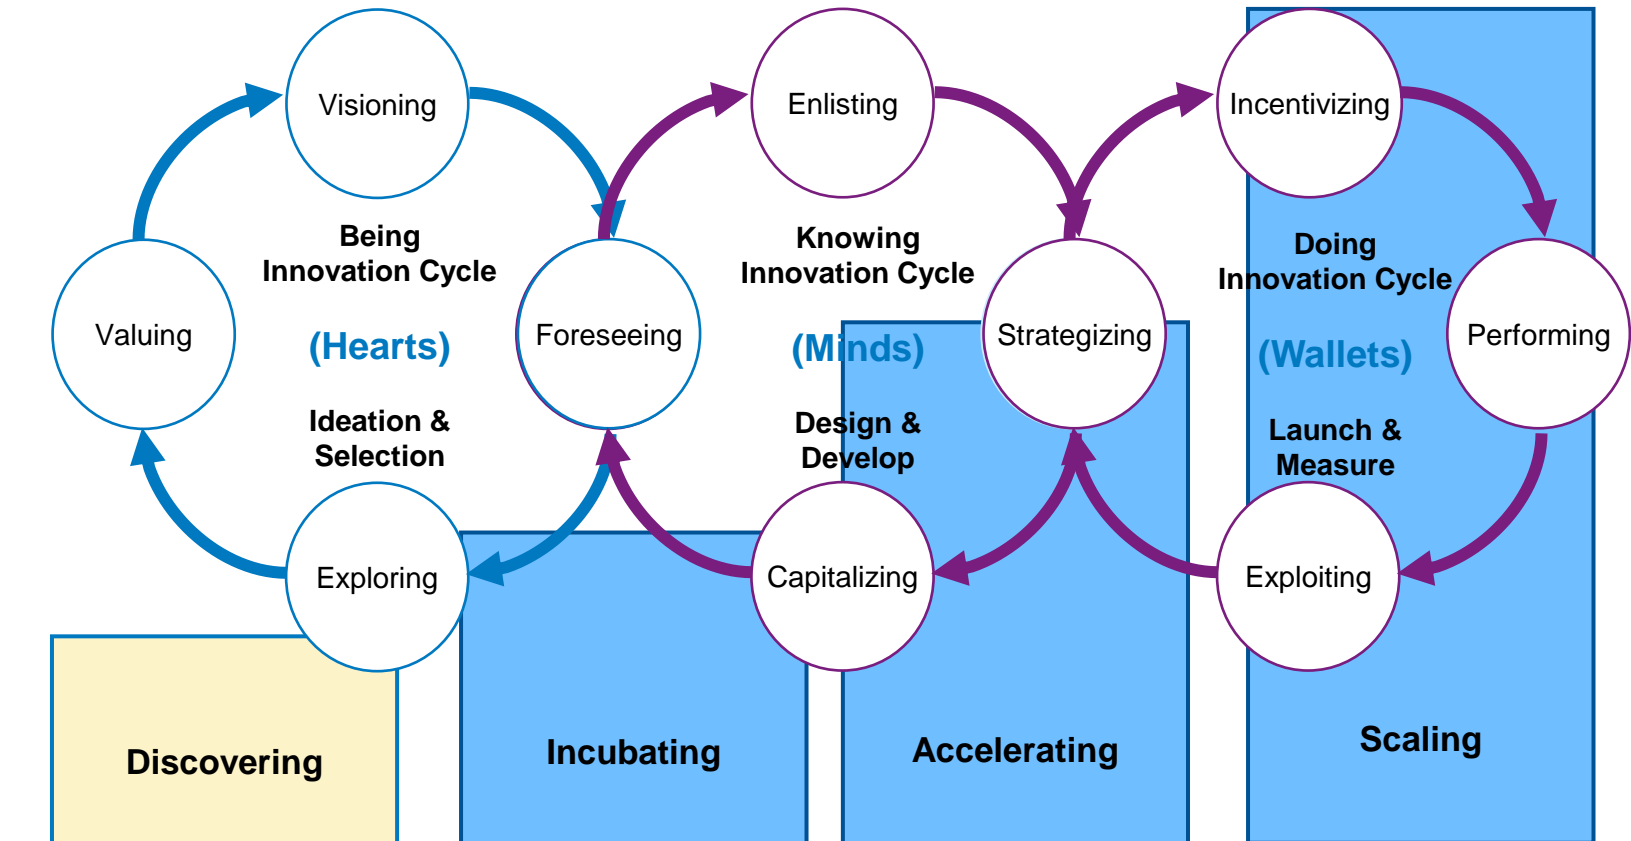 Visioning
Enlisting
Incentivizing
Being
Innovation Cycle
Knowing
Innovation Cycle
Doing
Innovation Cycle
Valuing
(Hearts)
Foreseeing
(Minds)
Strategizing
(Wallets)
Performing
Ideation &
Selection
Design &
Develop
Launch &
Measure
Exploring
Capitalizing
Exploiting
Discovering
Incubating
Accelerating
Scaling